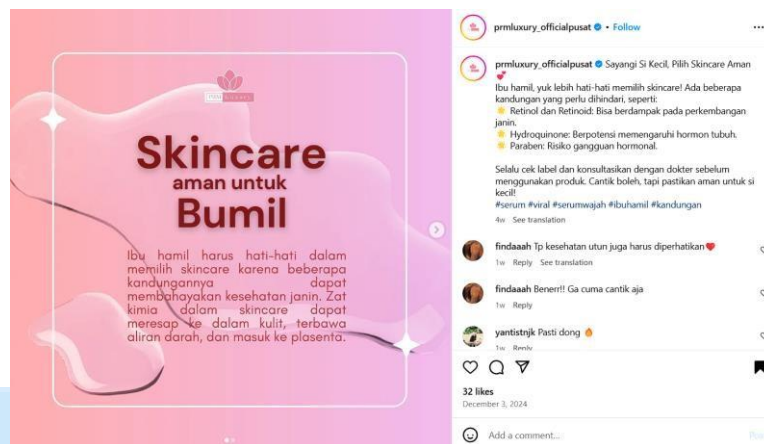 Skincare
aman untuk
Bumil
Ibu hamil harus hati-hati dalam
memilih skincare karena beberapa
kandungannya dapat
membahayakan kesehatan janin. Zat
kimia dalam skincare dapat
meresap ke dalam kulit, terbawa
aliran darah, dan masuk ke plasenta.
prmluxury_officialpusat • Follow
prmluxury_officialpusat Sayangi Si Kecil, Pilih Skincare Aman
💕
Ibu hamil, yuk lebih hati-hati memilih skincare! Ada beberapa
kandungan yang perlu dihindari, seperti:
🌟 Retinol dan Retinoid: Bisa berdampak pada perkembangan
janin.
🌟 Hydroquinone: Berpotensi memengaruhi hormon tubuh.
🌟 Paraben: Risiko gangguan hormonal.
Selalu cek label dan konsultasikan dengan dokter sebelum
menggunakan produk. Cantik boleh, tapi pastikan aman untuk si
kecil!
#serum #viral #serumwajah #ibuhamil #kandungan
4w See translation
findaaah Tp kesehatan utun juga harus diperhatikan❤️
1w Reply See translation
findaaah Benerr!! Ga cuma cantik aja
1w Reply
yantistnjk Pasti dong 🔥
1w Reply
32 likes
December 3, 2024
Add a comment...
Post